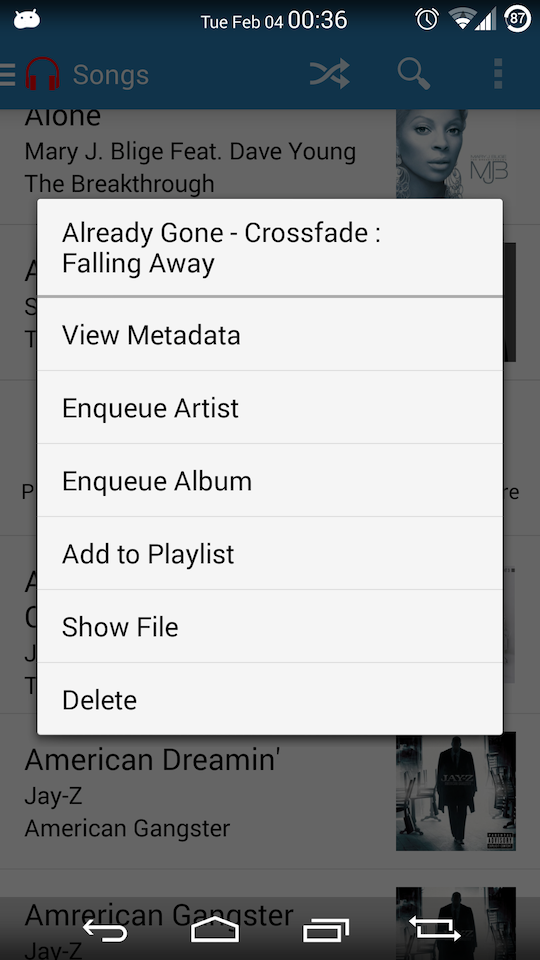 Tue Feb 04 00:36
87
Songs
Alone
Mary J. Blige Feat. Dave Young
The Breakthrough
MJB
Already Gone - Crossfade :
Falling Away
View Metadata
Enqueue Artist
Enqueue Album
Add to Playlist
Show File
Delete
American Dreamin'
Jay-Z
American Gangster
JAY-Z
Amrerican Gangster
Jay-Z